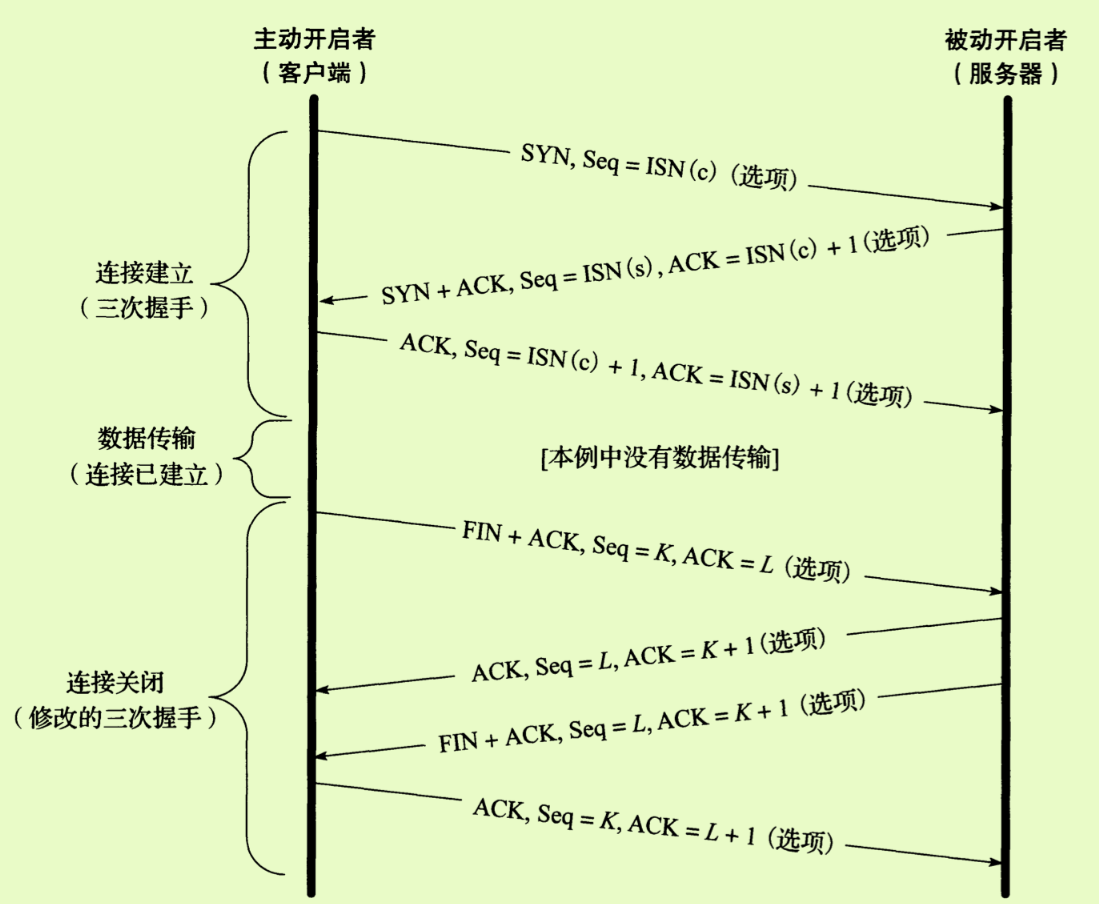 主动开启者
（客户端）
被动开启者
（服务器）
SYN, Seq = ISN(c) (选项)
SYN + ACK, Seq = ISN(s), ACK = ISN(c) + 1(选项)
连接建立
（三次握手）
ACK, Seq = ISN(c) + 1, ACK = ISN(s) + 1(选项)
数据传输
（连接已建立）
[本例中没有数据传输]
FIN + ACK, Seq = K, ACK = L (选项)
ACK, Seq = L, ACK = K + 1(选项)
连接关闭
（修改的三次握手）
FIN + ACK, Seq = L, ACK = K + 1 (选项)
ACK, Seq = K, ACK = L + 1 (选项)